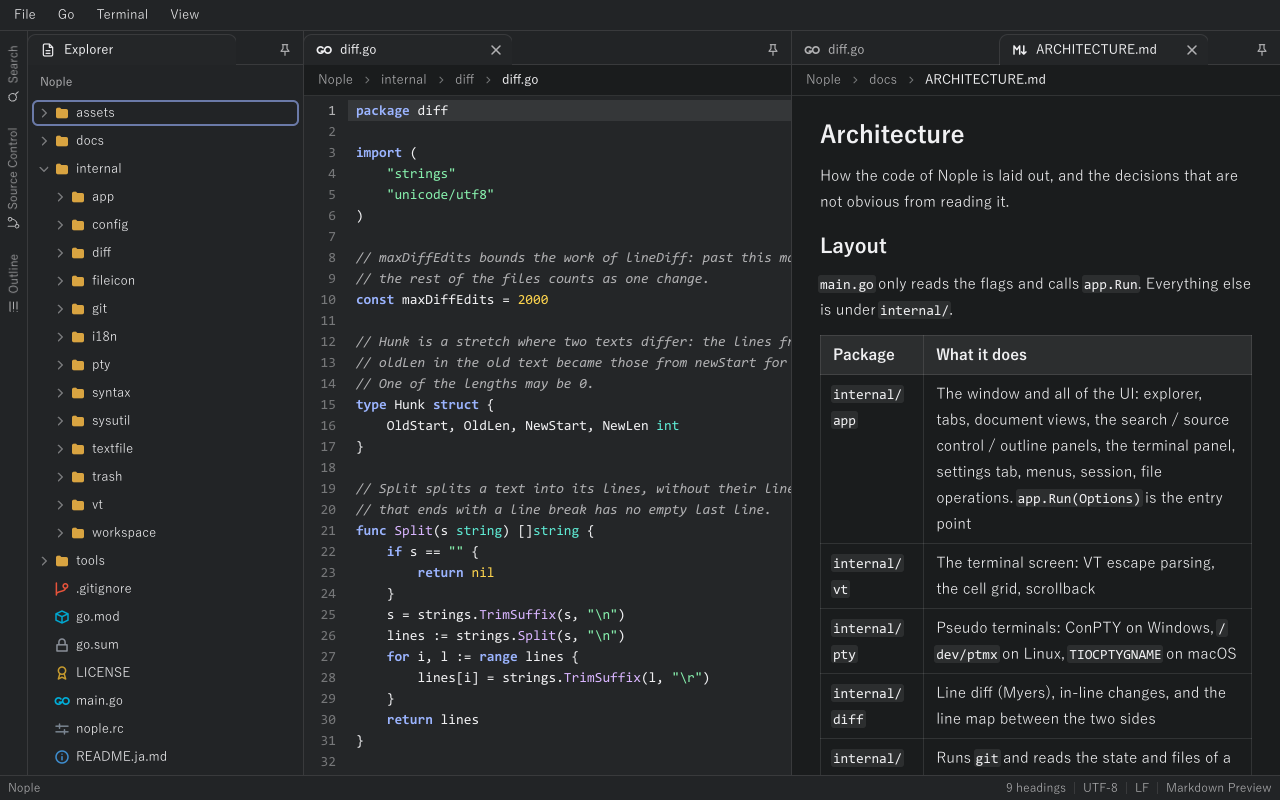 File Go Terminal View
Search
Source Control
Outline
Explorer
Nople
assets
docs
internal
app
config
diff
fileicon
git
i18n
pty
syntax
sysutil
textfile
trash
vt
workspace
tools
.gitignore
go.mod
go.sum
LICENSE
main.go
nople.rc
README.ja.md
diff.go
Nople > internal > diff > diff.go
1 package diff
2
3 import (
4 "strings"
5 "unicode/utf8"
6 )
7
8 // maxDiffEdits bounds the work of lineDiff: past this
9 // the rest of the files counts as one change.
10 const maxDiffEdits = 2000
11
12 // Hunk is a stretch where two texts differ: the lines
13 // oldLen in the old text became those from newStart for
14 // One of the lengths may be 0.
15 type Hunk struct {
16 OldStart, OldLen, NewStart, NewLen int
17 }
18
19 // Split splits a text into its lines, without their
20 // that ends with a line break has no empty last line.
21 func Split(s string) []string {
22 if s == "" {
23 return nil
24 }
25 s = strings.TrimSuffix(s, "\n")
26 lines := strings.Split(s, "\n")
27 for i, l := range lines {
28 lines[i] = strings.TrimSuffix(l, "\r")
29 }
30 return lines
31 }
32
diff.go
ARCHITECTURE.md
Nople > docs > ARCHITECTURE.md
Architecture
How the code of Nople is laid out, and the decisions that are
not obvious from reading it.
Layout
main.go only reads the flags and calls app.Run. Everything else
is under internal/.
Package What it does
internal/ The window and all of the UI: explorer,
app tabs, document views, the search / source
control / outline panels, the terminal panel,
settings tab, menus, session, file
operations. app.Run(Options) is the entry
point
internal/ The terminal screen: VT escape parsing,
vt the cell grid, scrollback
internal/ Pseudo terminals: ConPTY on Windows, /
pty dev/ptmx on Linux, TIOCPTYGNAME on macOS
internal/ Line diff (Myers), in-line changes, and the
diff line map between the two sides
internal/ Runs git and reads the state and files of a
Nople
9 headings UTF-8 LF Markdown Preview